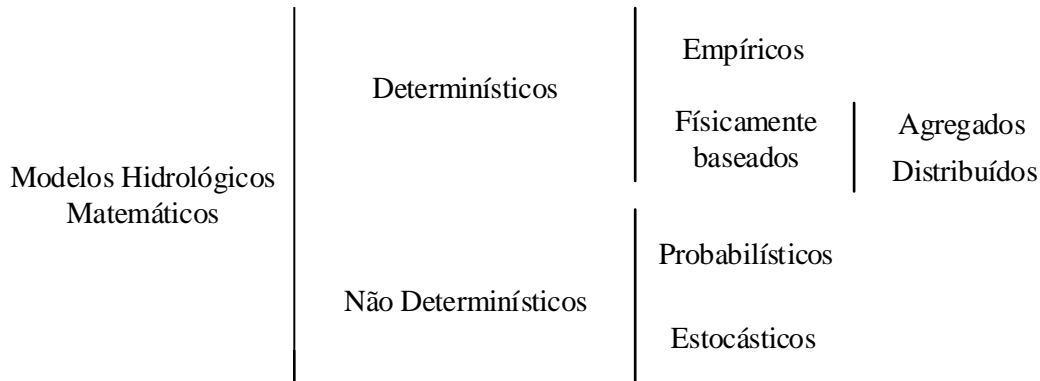 Modelos Hidrológicos
Matemáticos
Determinísticos
Empíricos
Físicamente
baseados
Agregados
Distribuídos
Não Determinísticos
Probabilísticos
Estocásticos